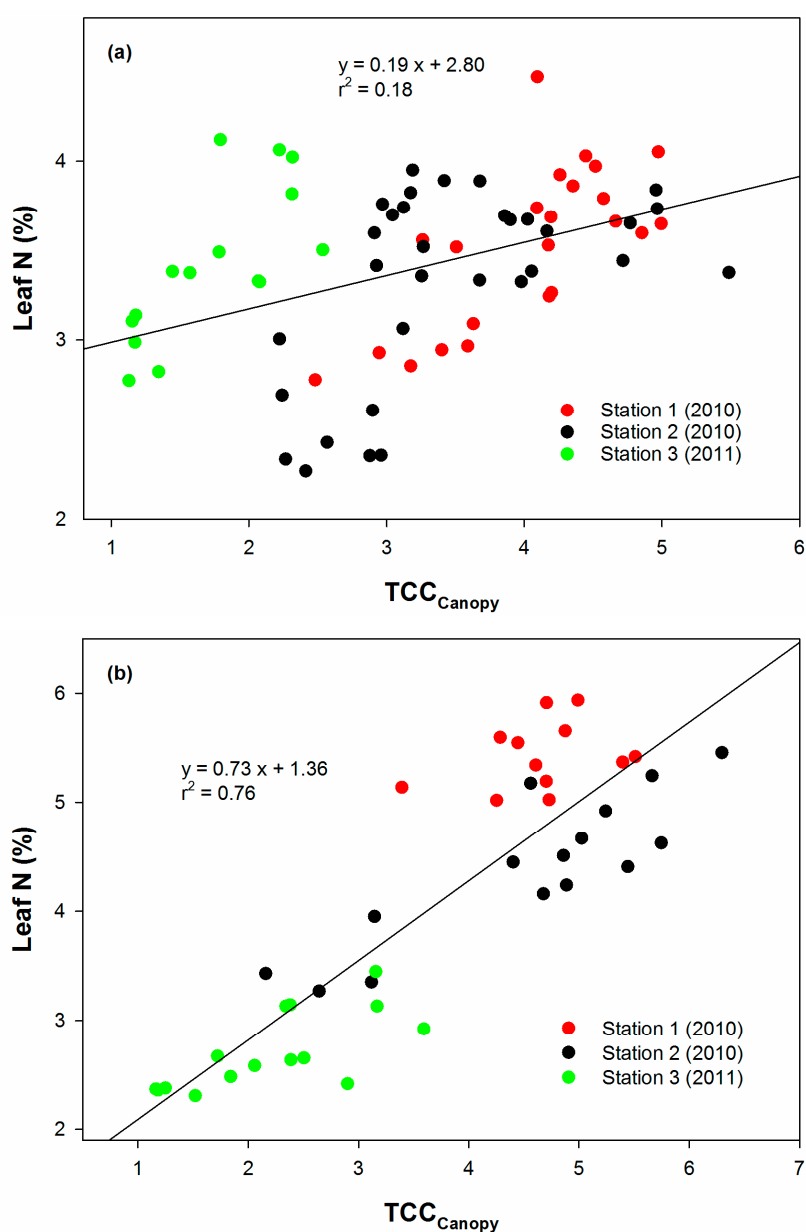 (a)
y = 0.19 x + 2.80
r² = 0.18
Leaf N (%)
4
3
2
Station 1 (2010)
Station 2 (2010)
Station 3 (2011)
1 2 3 4 5 6
TCC_Canopy
(b)
y = 0.73 x + 1.36
r² = 0.76
Leaf N (%)
6
5
4
3
2
Station 1 (2010)
Station 2 (2010)
Station 3 (2011)
1 2 3 4 5 6 7
TCC_Canopy